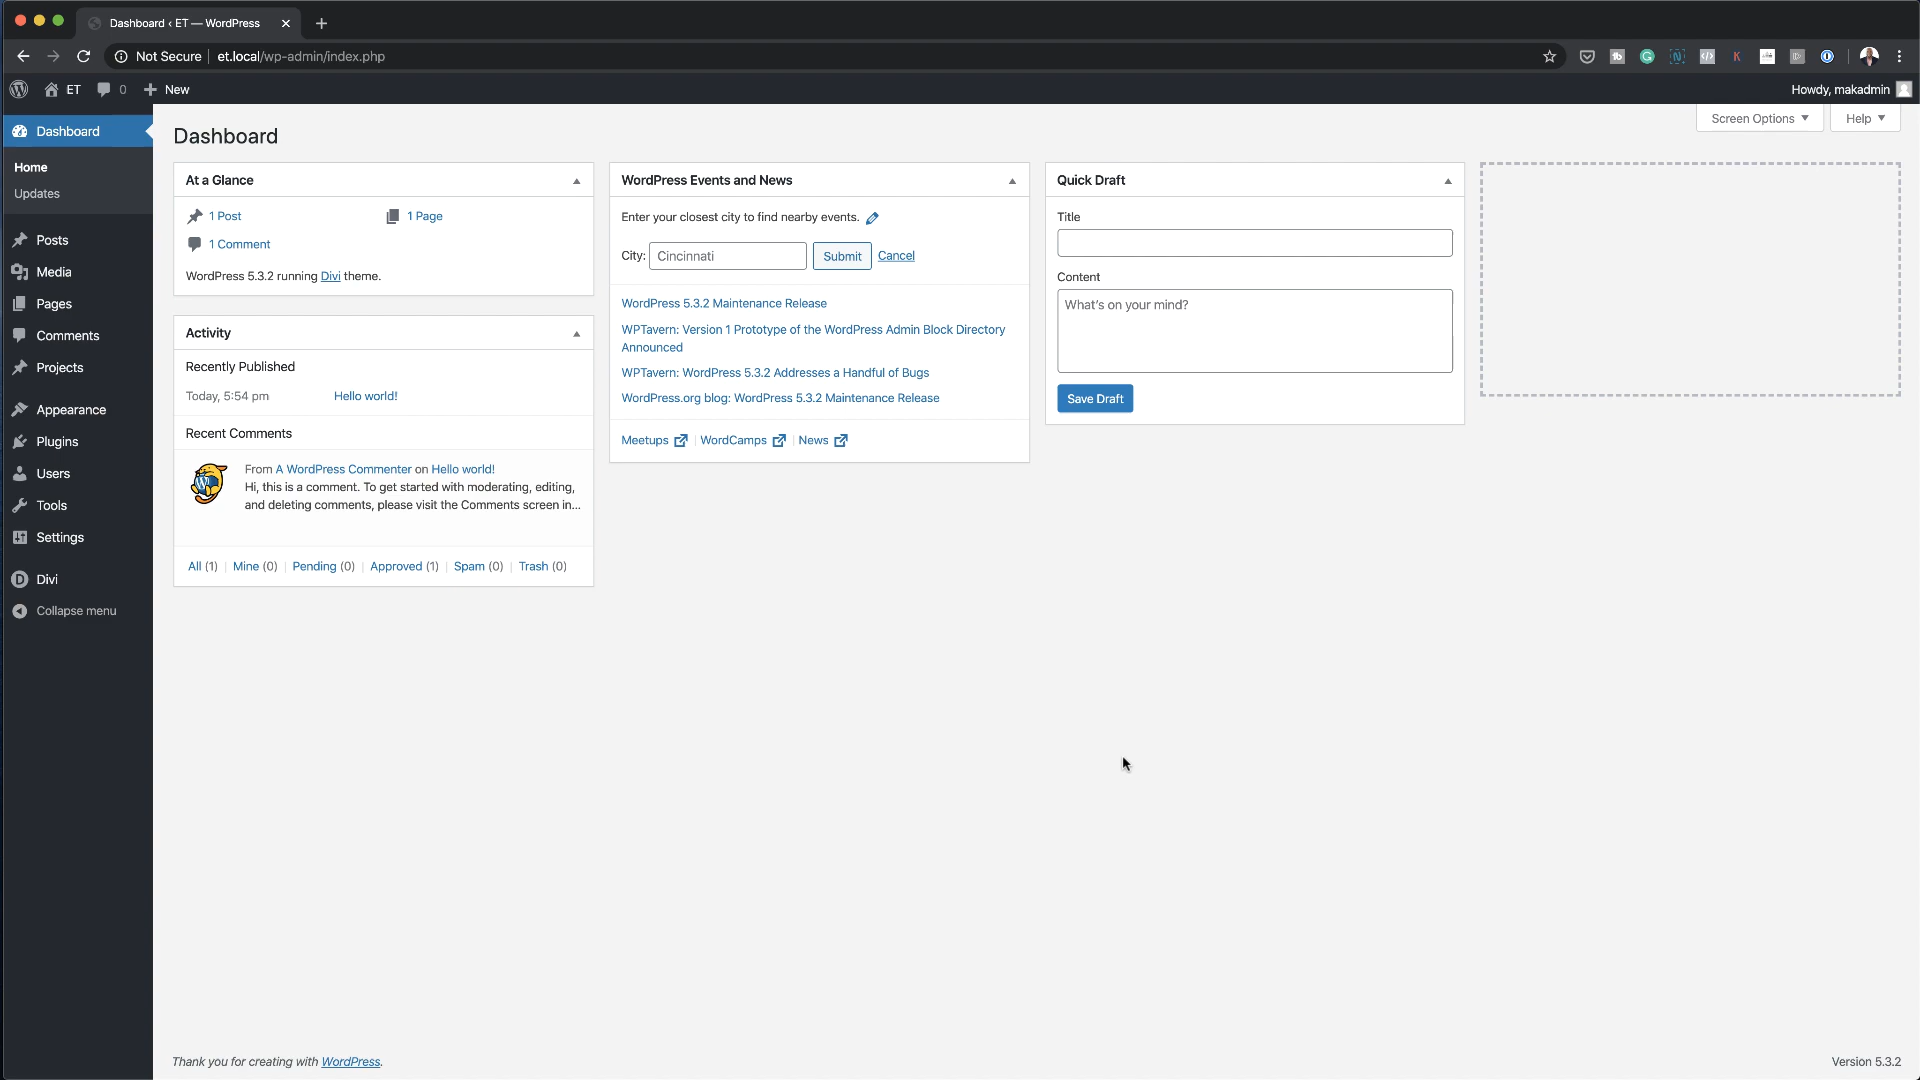 Dashboard ‹ ET — WordPress
Not Secure
et.local/wp-admin/index.php
ET
0
New
Howdy, makadmin
Dashboard
Home
Updates
Posts
Media
Pages
Comments
Projects
Appearance
Plugins
Users
Tools
Settings
Divi
Collapse menu
Screen Options
Help
Dashboard
At a Glance
1 Post
1 Page
1 Comment
WordPress 5.3.2 running Divi theme.
Activity
Recently Published
Today, 5:54 pm
Hello world!
Recent Comments
From A WordPress Commenter on Hello world!
Hi, this is a comment. To get started with moderating, editing,
and deleting comments, please visit the Comments screen in...
All (1) | Mine (0) | Pending (0) | Approved (1) | Spam (0) | Trash (0)
WordPress Events and News
Enter your closest city to find nearby events.
City:
Cincinnati
Submit
Cancel
WordPress 5.3.2 Maintenance Release
WPTavern: Version 1 Prototype of the WordPress Admin Block Directory
Announced
WPTavern: WordPress 5.3.2 Addresses a Handful of Bugs
WordPress.org blog: WordPress 5.3.2 Maintenance Release
Meetups | WordCamps | News
Quick Draft
Title
Content
What's on your mind?
Save Draft
Thank you for creating with WordPress.
Version 5.3.2